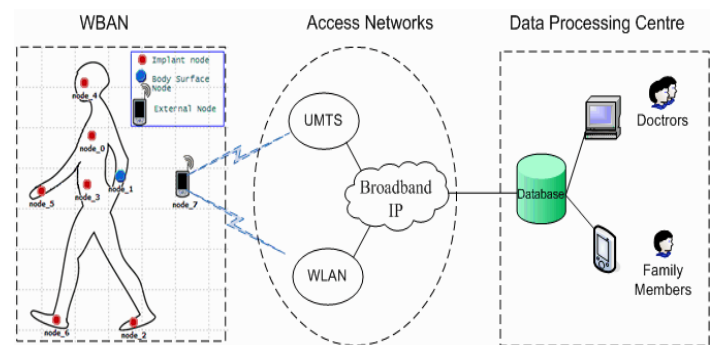 WBAN
Access Networks
Data Processing Centre
Implant node
Body Surface
Node
External Node
node_4
node_0
node_1
node_3
node_5
node_7
node_6
node_2
UMTS
Broadband
IP
WLAN
Database
Doctrors
Family
Members